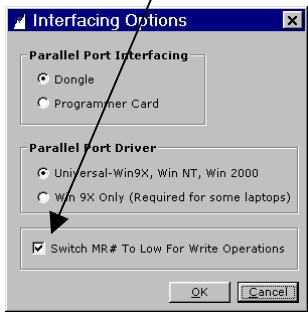 Interfacing Options
Parallel Port Interfacing
Dongle
Programmer Card
Parallel Port Driver
Universal-Win9X, Win NT, Win 2000
Win 9X Only (Required for some laptops)
Switch MR# To Low For Write Operations
OK Cancel